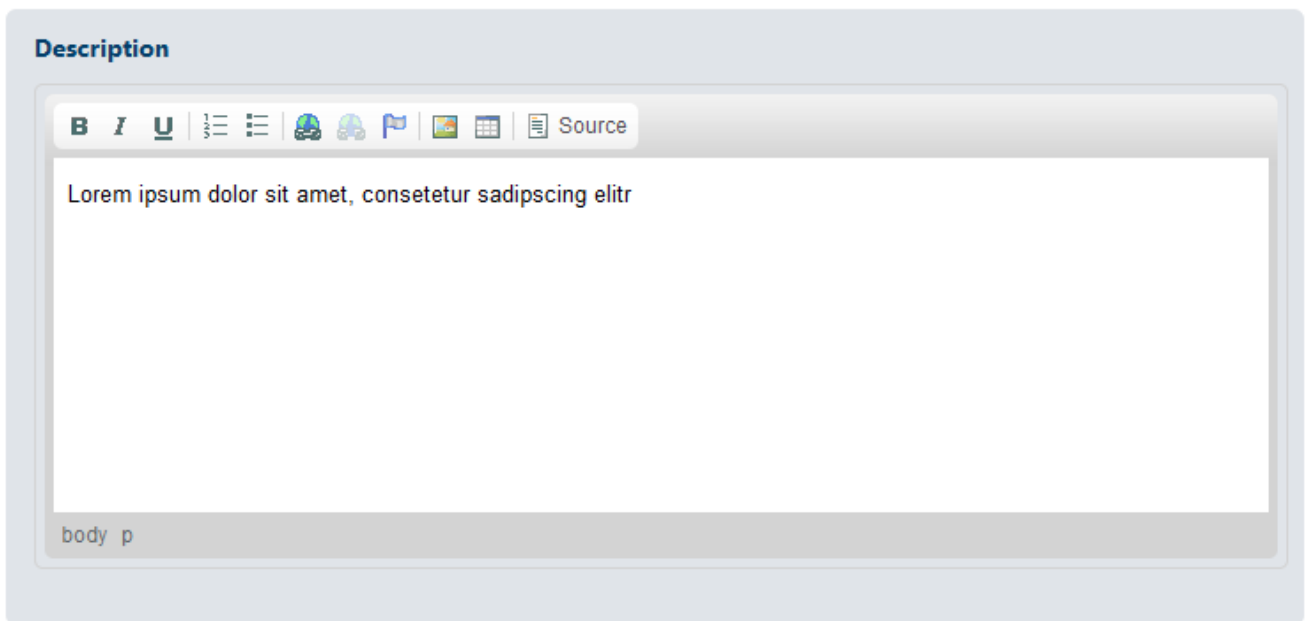 Description
B I U Source
Lorem ipsum dolor sit amet, consetetur sadipscing elitr
body p